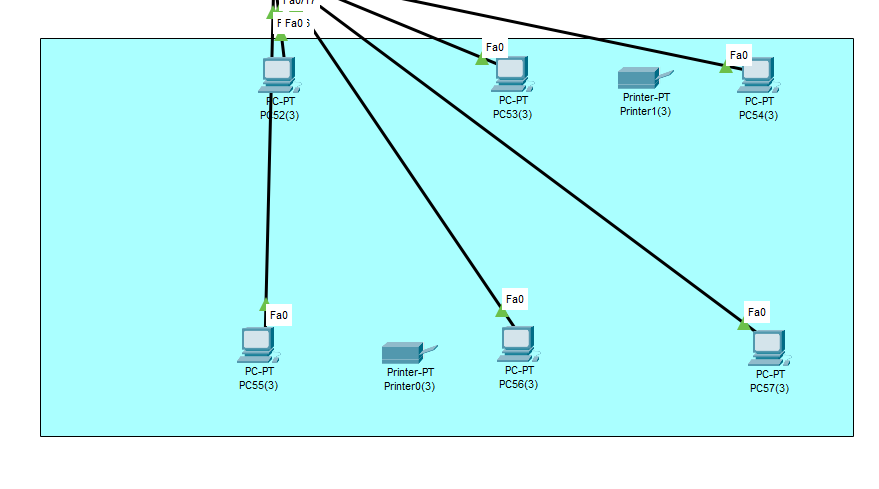 Fa0/17
Fa0
Fa0
Fa0
PC-PT
PC52(3)
PC-PT
PC53(3)
Printer-PT
Printer1(3)
PC-PT
PC54(3)
Fa0
Fa0
Fa0
PC-PT
PC55(3)
Printer-PT
Printer0(3)
PC-PT
PC56(3)
PC-PT
PC57(3)